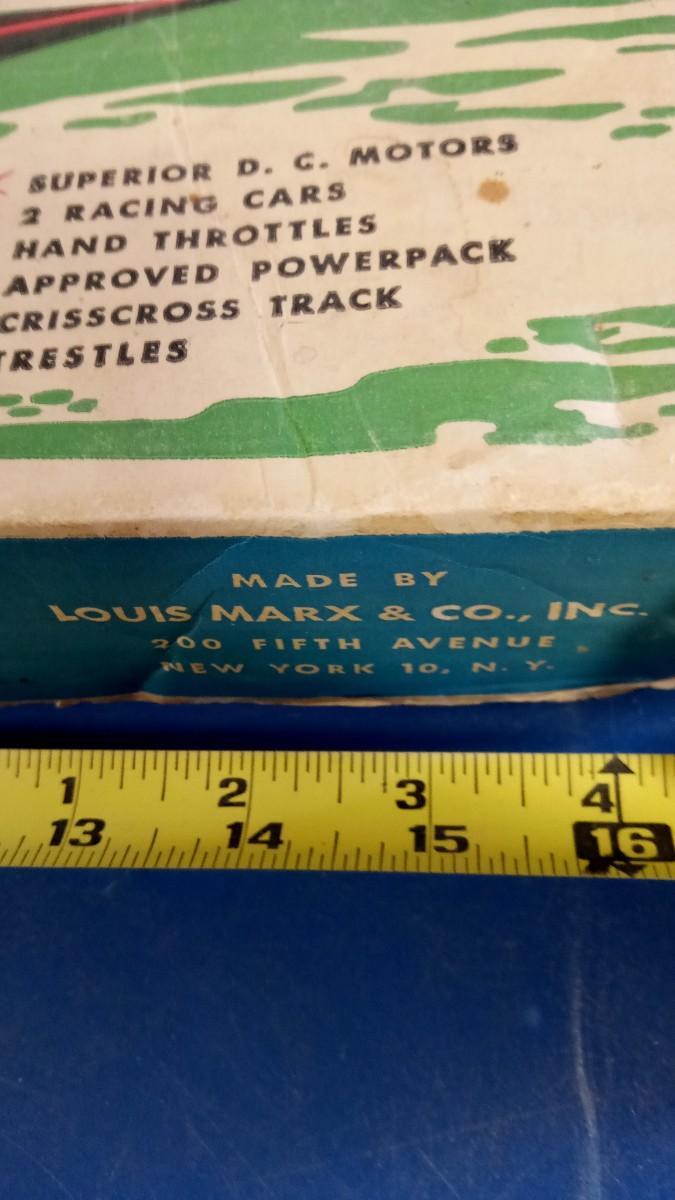 SUPERIOR D. C. MOTORS
2 RACING CARS
HAND THROTTLES
APPROVED POWERPACK
CRISSCROSS TRACK
TRESTLES
MADE BY
LOUIS MARX & CO., INC.
200 FIFTH AVENUE
NEW YORK 10, N. Y.
1 2 3 4
13 14 15 16